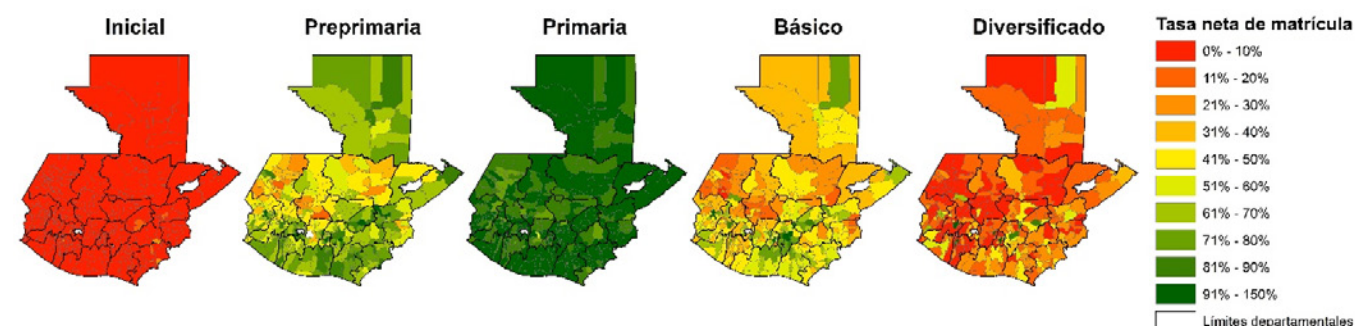 Inicial
Preprimaria
Primaria
Básico
Diversificado
Tasa neta de matrícula
0% - 10%
11% - 20%
21% - 30%
31% - 40%
41% - 50%
51% - 60%
61% - 70%
71% - 80%
81% - 90%
91% - 150%
Límites departamentales